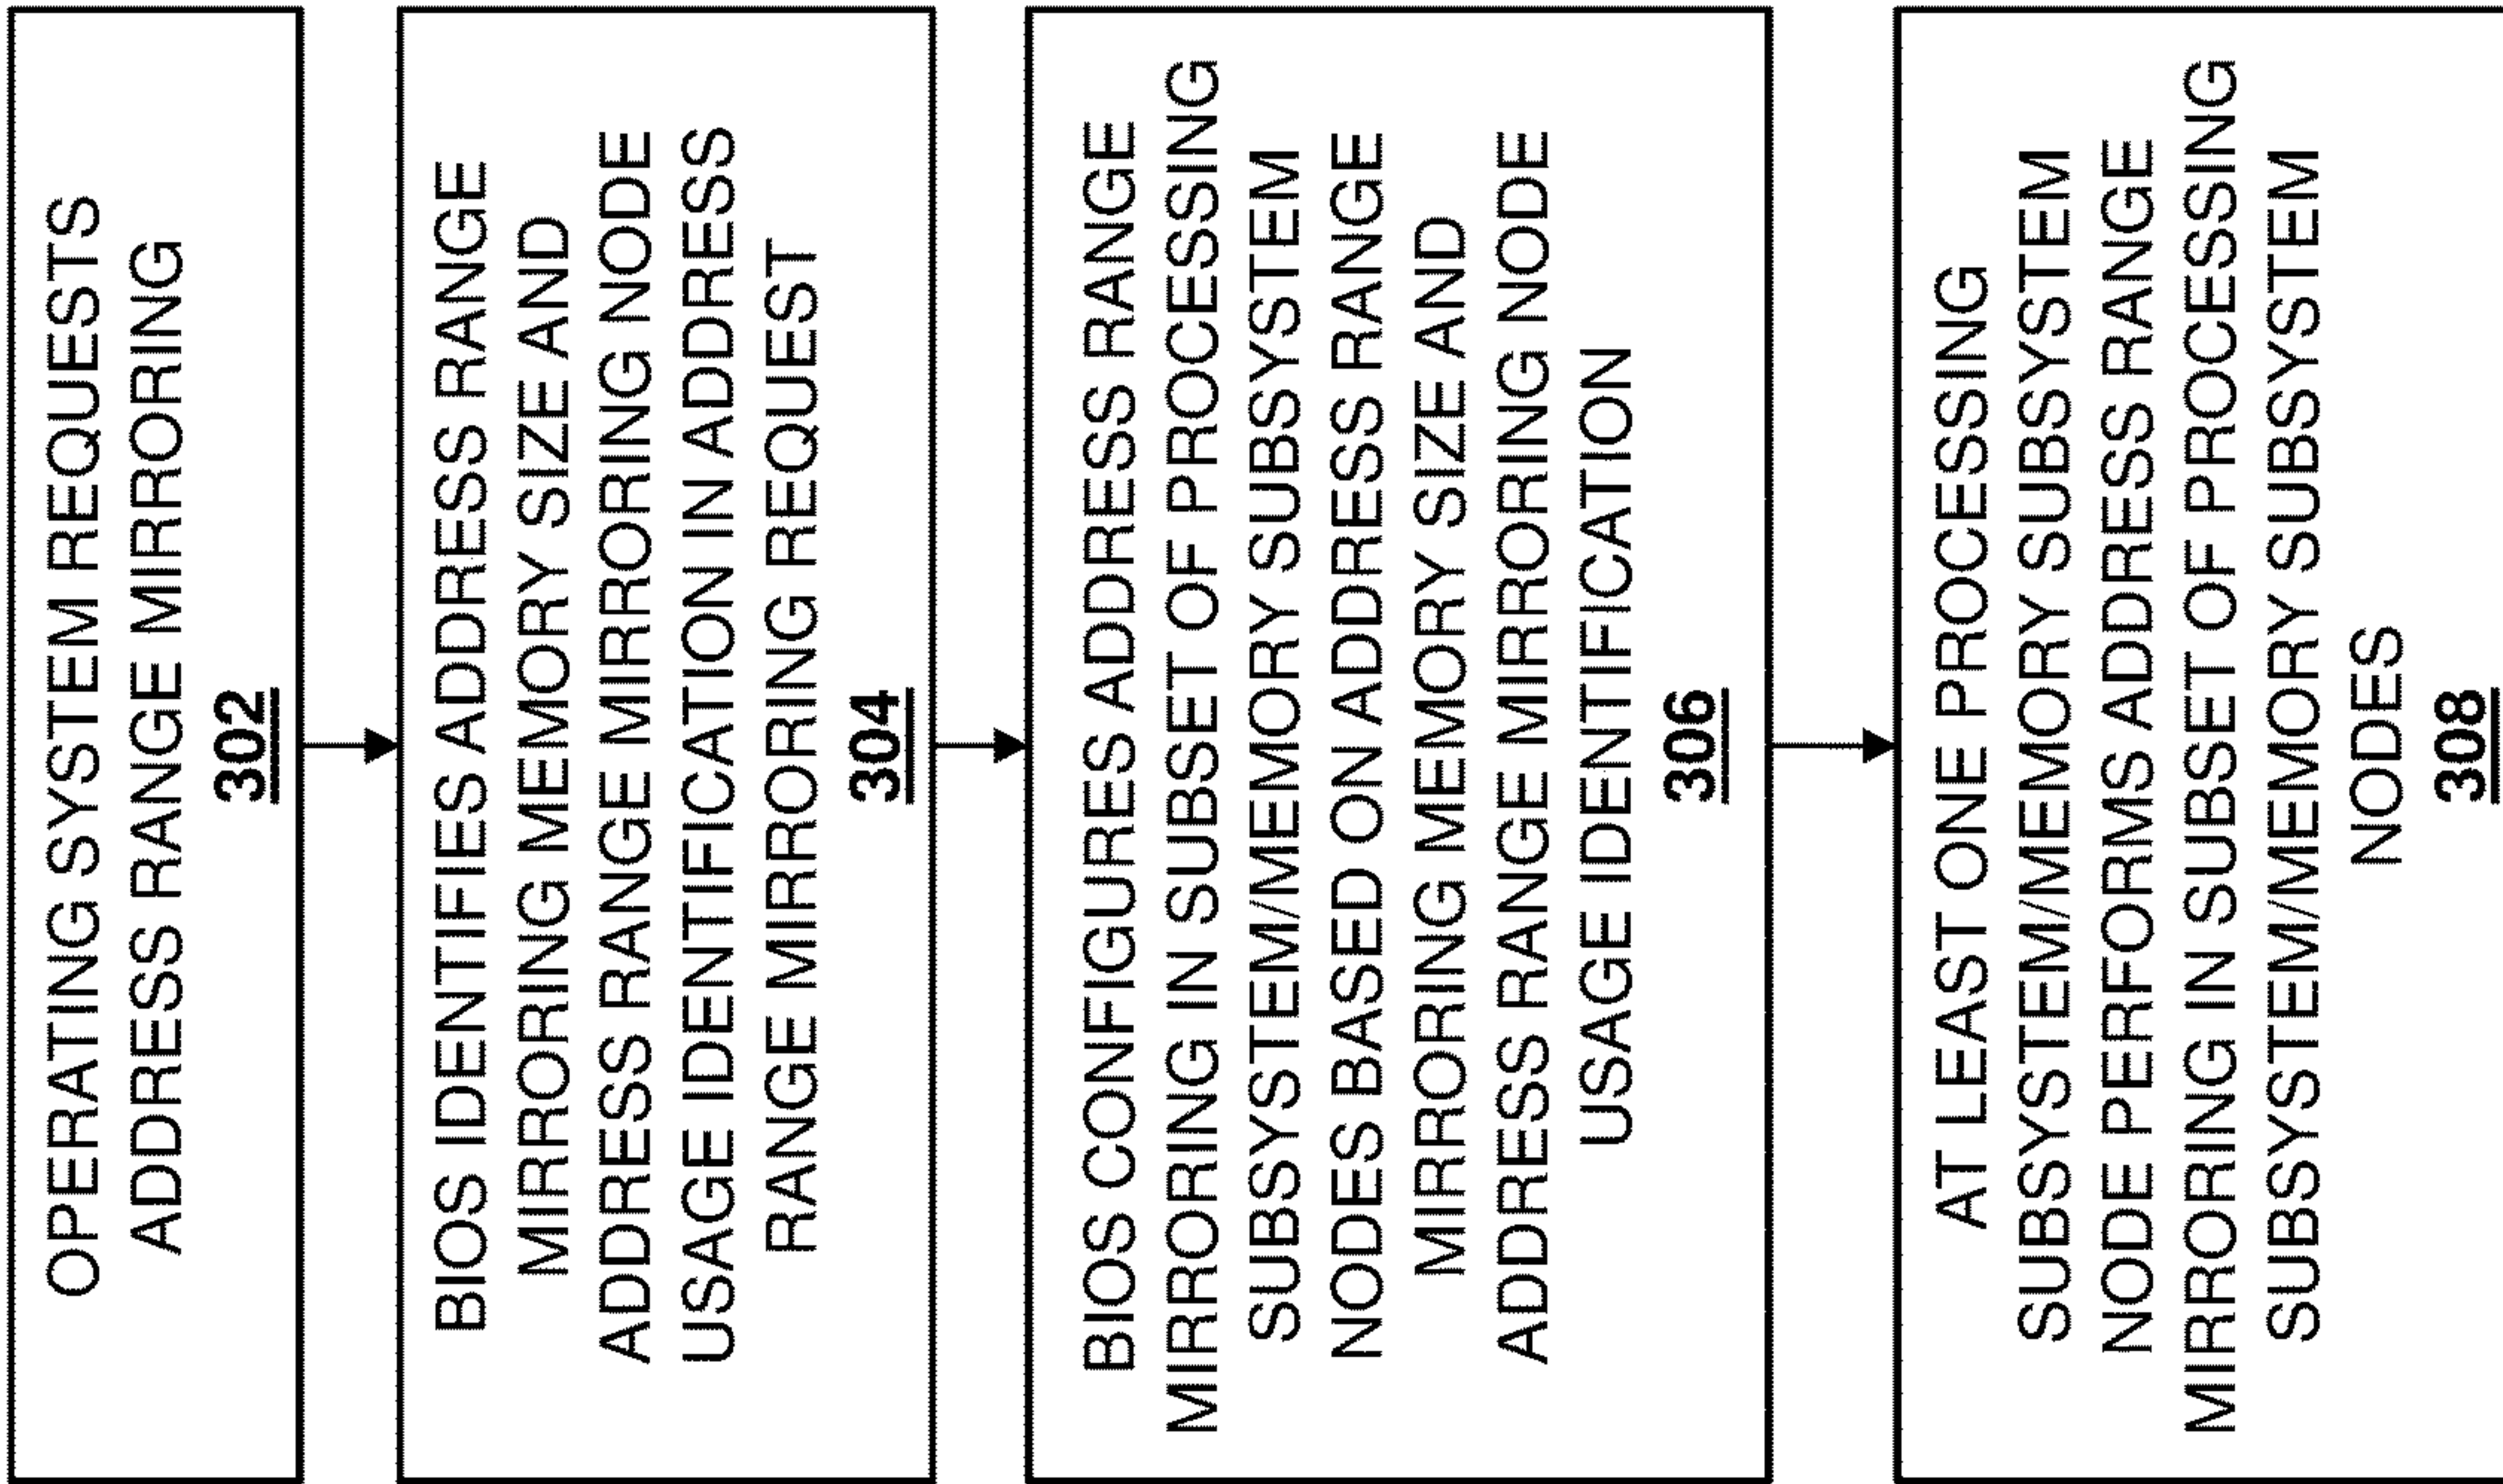 OPERATING SYSTEM REQUESTS
ADDRESS RANGE MIRRORING
302
BIOS IDENTIFIES ADDRESS RANGE
MIRRORING MEMORY SIZE AND
ADDRESS RANGE MIRRORING NODE
USAGE IDENTIFICATION IN ADDRESS
RANGE MIRRORING REQUEST
304
BIOS CONFIGURES ADDRESS RANGE
MIRRORING IN SUBSET OF PROCESSING
SUBSYSTEM/MEMORY SUBSYSTEM
NODES BASED ON ADDRESS RANGE
MIRRORING MEMORY SIZE AND
ADDRESS RANGE MIRRORING NODE
USAGE IDENTIFICATION
306
AT LEAST ONE PROCESSING
SUBSYSTEM/MEMORY SUBSYSTEM
NODE PERFORMS ADDRESS RANGE
MIRRORING IN SUBSET OF PROCESSING
SUBSYSTEM/MEMORY SUBSYSTEM
NODES
308